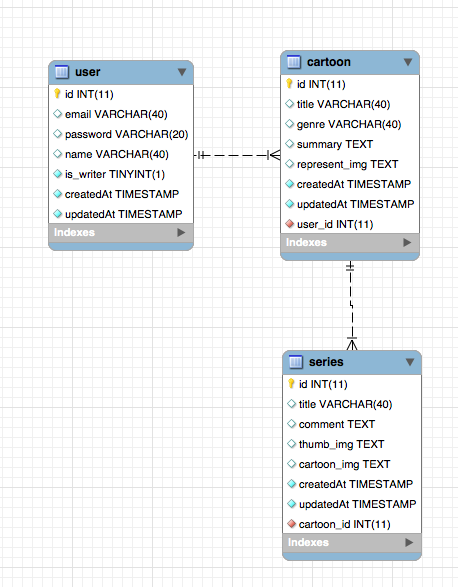 user
id INT(11)
email VARCHAR(40)
password VARCHAR(20)
name VARCHAR(40)
is_writer TINYINT(1)
createdAt TIMESTAMP
updatedAt TIMESTAMP
Indexes
cartoon
id INT(11)
title VARCHAR(40)
genre VARCHAR(40)
summary TEXT
represent_img TEXT
createdAt TIMESTAMP
updatedAt TIMESTAMP
user_id INT(11)
Indexes
series
id INT(11)
title VARCHAR(40)
comment TEXT
thumb_img TEXT
cartoon_img TEXT
createdAt TIMESTAMP
updatedAt TIMESTAMP
cartoon_id INT(11)
Indexes